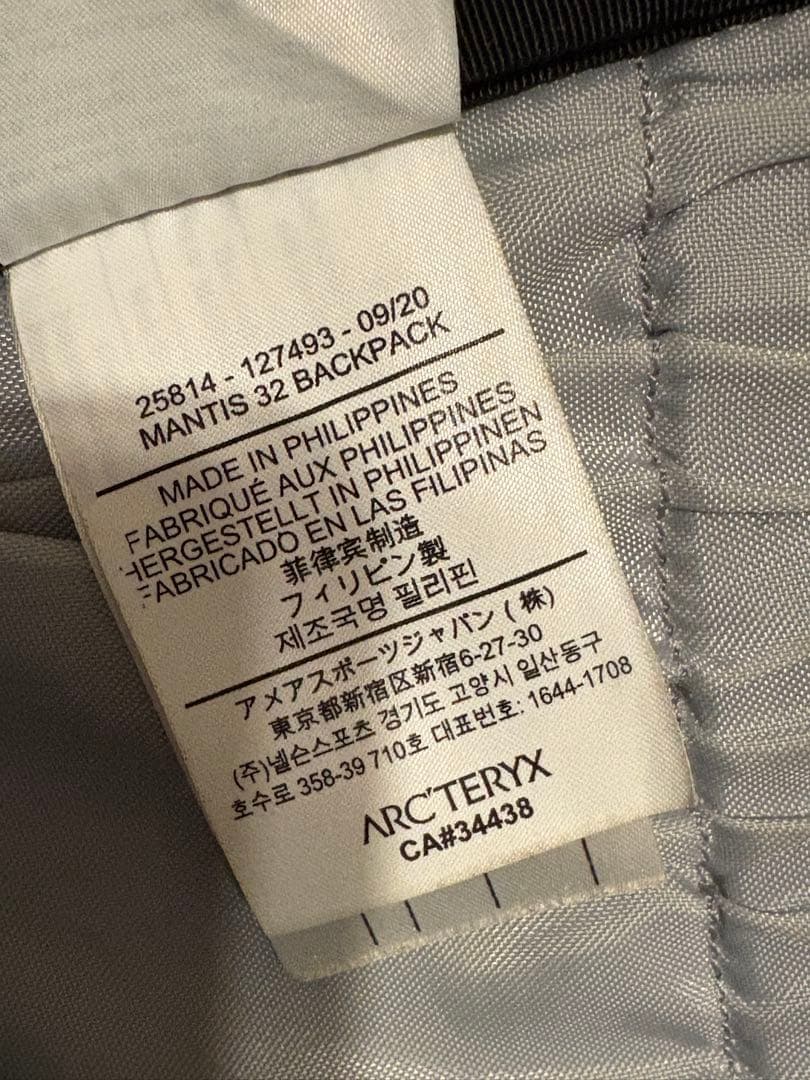 25814 - 127493 - 09/20
MANTIS 32 BACKPACK
MADE IN PHILIPPINES
FABRIQUÉ AUX PHILIPPINES
HERGESTELLT IN PHILIPPINEN
FABRICADO EN LAS FILIPINAS
菲律宾制造
フィリピン製
제조국명 필리핀
アメアスポーツジャパン(株)
東京都新宿区新宿6-27-30
(주)넬슨스포츠 경기도 고양시 일산동구
호수로 358-39 710호 대표번호: 1644-1708
ARC'TERYX
CA#34438